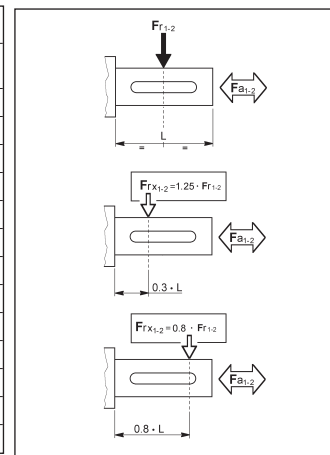 Fr1-2
Fa1-2
L
= =
Frx1-2=1.25 · Fr1-2
Fa1-2
0.3 · L
Frx1-2=0.8 · Fr1-2
Fa1-2
0.8 · L